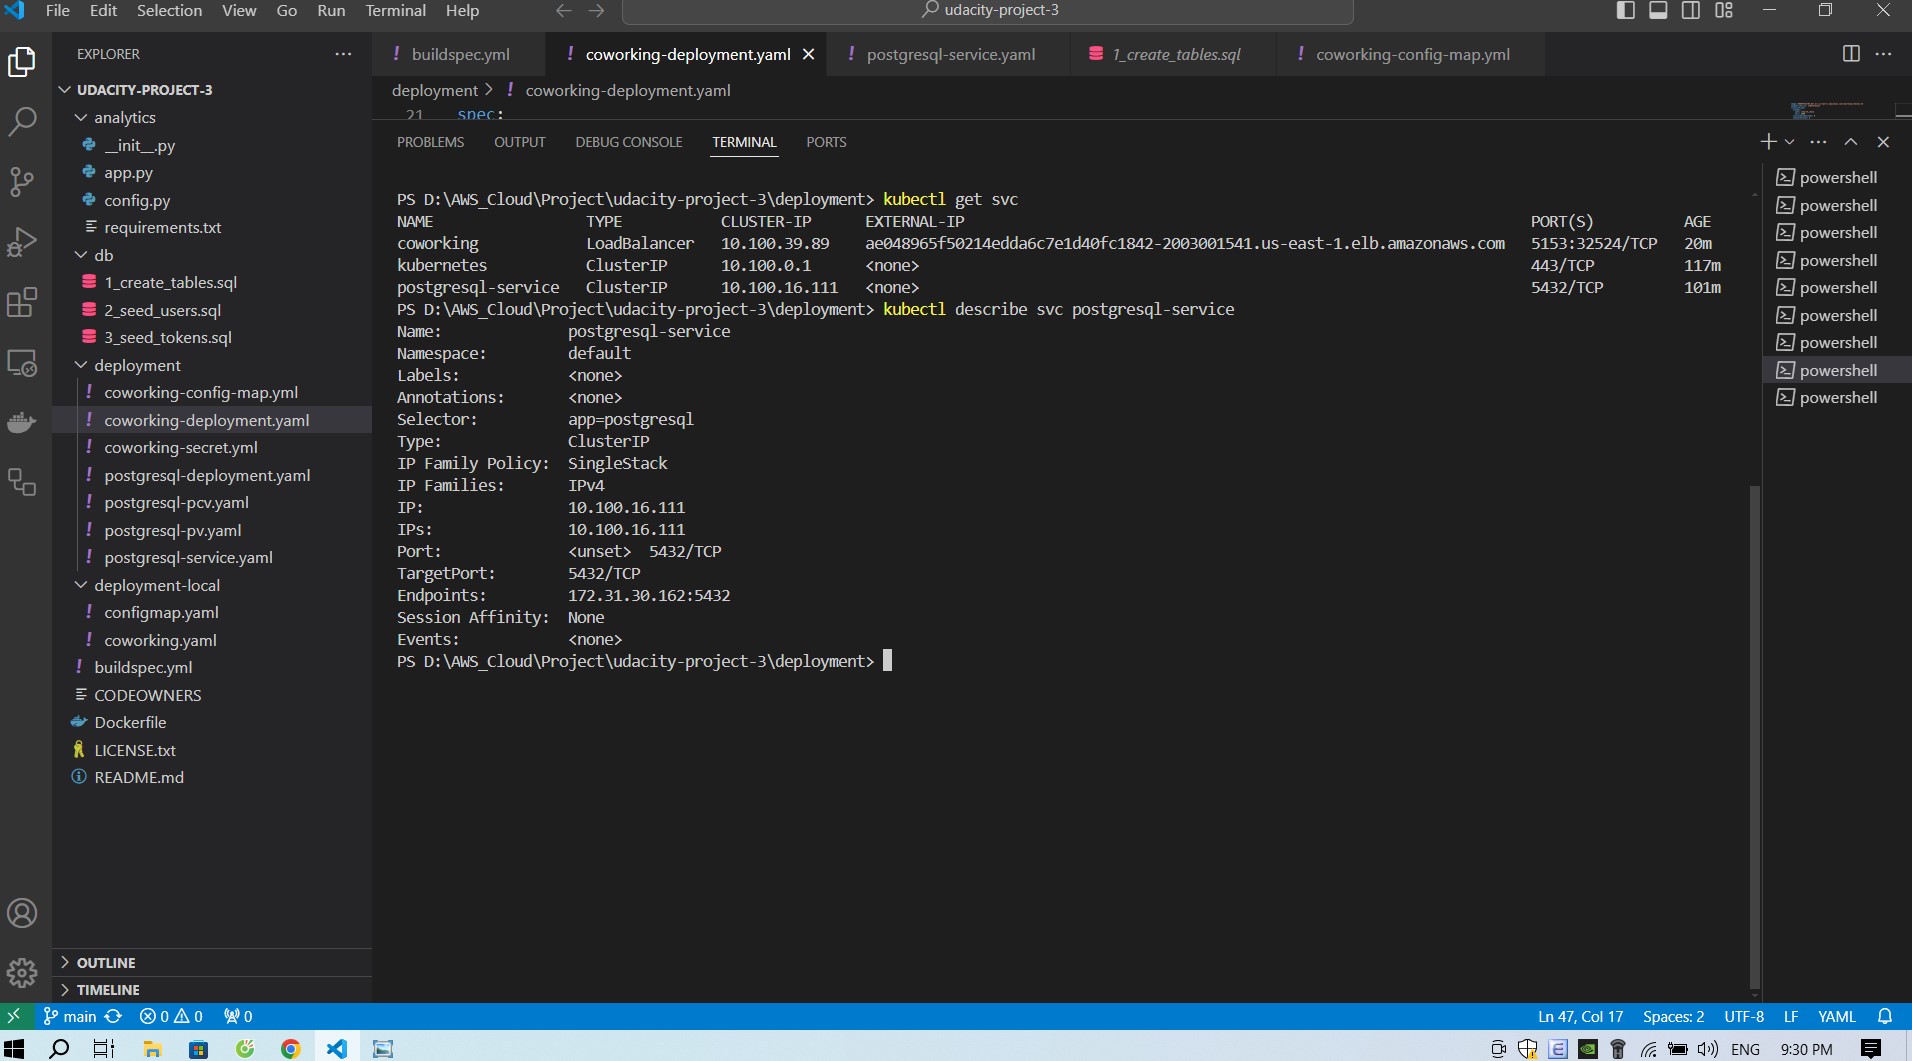 File Edit Selection View Go Run Terminal Help
udacity-project-3
EXPLORER
buildspec.yml
coworking-deployment.yaml
postgresql-service.yaml
1_create_tables.sql
coworking-config-map.yml
deployment > ! coworking-deployment.yaml
21 spec:
UDACITY-PROJECT-3
analytics
__init__.py
app.py
config.py
requirements.txt
db
1_create_tables.sql
2_seed_users.sql
3_seed_tokens.sql
deployment
coworking-config-map.yml
coworking-deployment.yaml
coworking-secret.yml
postgresql-deployment.yaml
postgresql-pcv.yaml
postgresql-pv.yaml
postgresql-service.yaml
deployment-local
configmap.yaml
coworking.yaml
buildspec.yml
CODEOWNERS
Dockerfile
LICENSE.txt
README.md
OUTLINE
TIMELINE
PROBLEMS OUTPUT DEBUG CONSOLE TERMINAL PORTS
PS D:\AWS_Cloud\Project\udacity-project-3\deployment> kubectl get svc
NAME TYPE CLUSTER-IP EXTERNAL-IP PORT(S) AGE
coworking LoadBalancer 10.100.39.89 ae048965f50214edda6c7e1d40fc1842-2003001541.us-east-1.elb.amazonaws.com 5153:32524/TCP 20m
kubernetes ClusterIP 10.100.0.1 <none> 443/TCP 117m
postgresql-service ClusterIP 10.100.16.111 <none> 5432/TCP 101m
PS D:\AWS_Cloud\Project\udacity-project-3\deployment> kubectl describe svc postgresql-service
Name: postgresql-service
Namespace: default
Labels: <none>
Annotations: <none>
Selector: app=postgresql
Type: ClusterIP
IP Family Policy: SingleStack
IP Families: IPv4
IP: 10.100.16.111
IPs: 10.100.16.111
Port: <unset> 5432/TCP
TargetPort: 5432/TCP
Endpoints: 172.31.30.162:5432
Session Affinity: None
Events: <none>
PS D:\AWS_Cloud\Project\udacity-project-3\deployment>
powershell
powershell
powershell
powershell
powershell
powershell
powershell
powershell
powershell
main 0 0 0
Ln 47, Col 17 Spaces: 2 UTF-8 LF YAML
ENG 9:30 PM